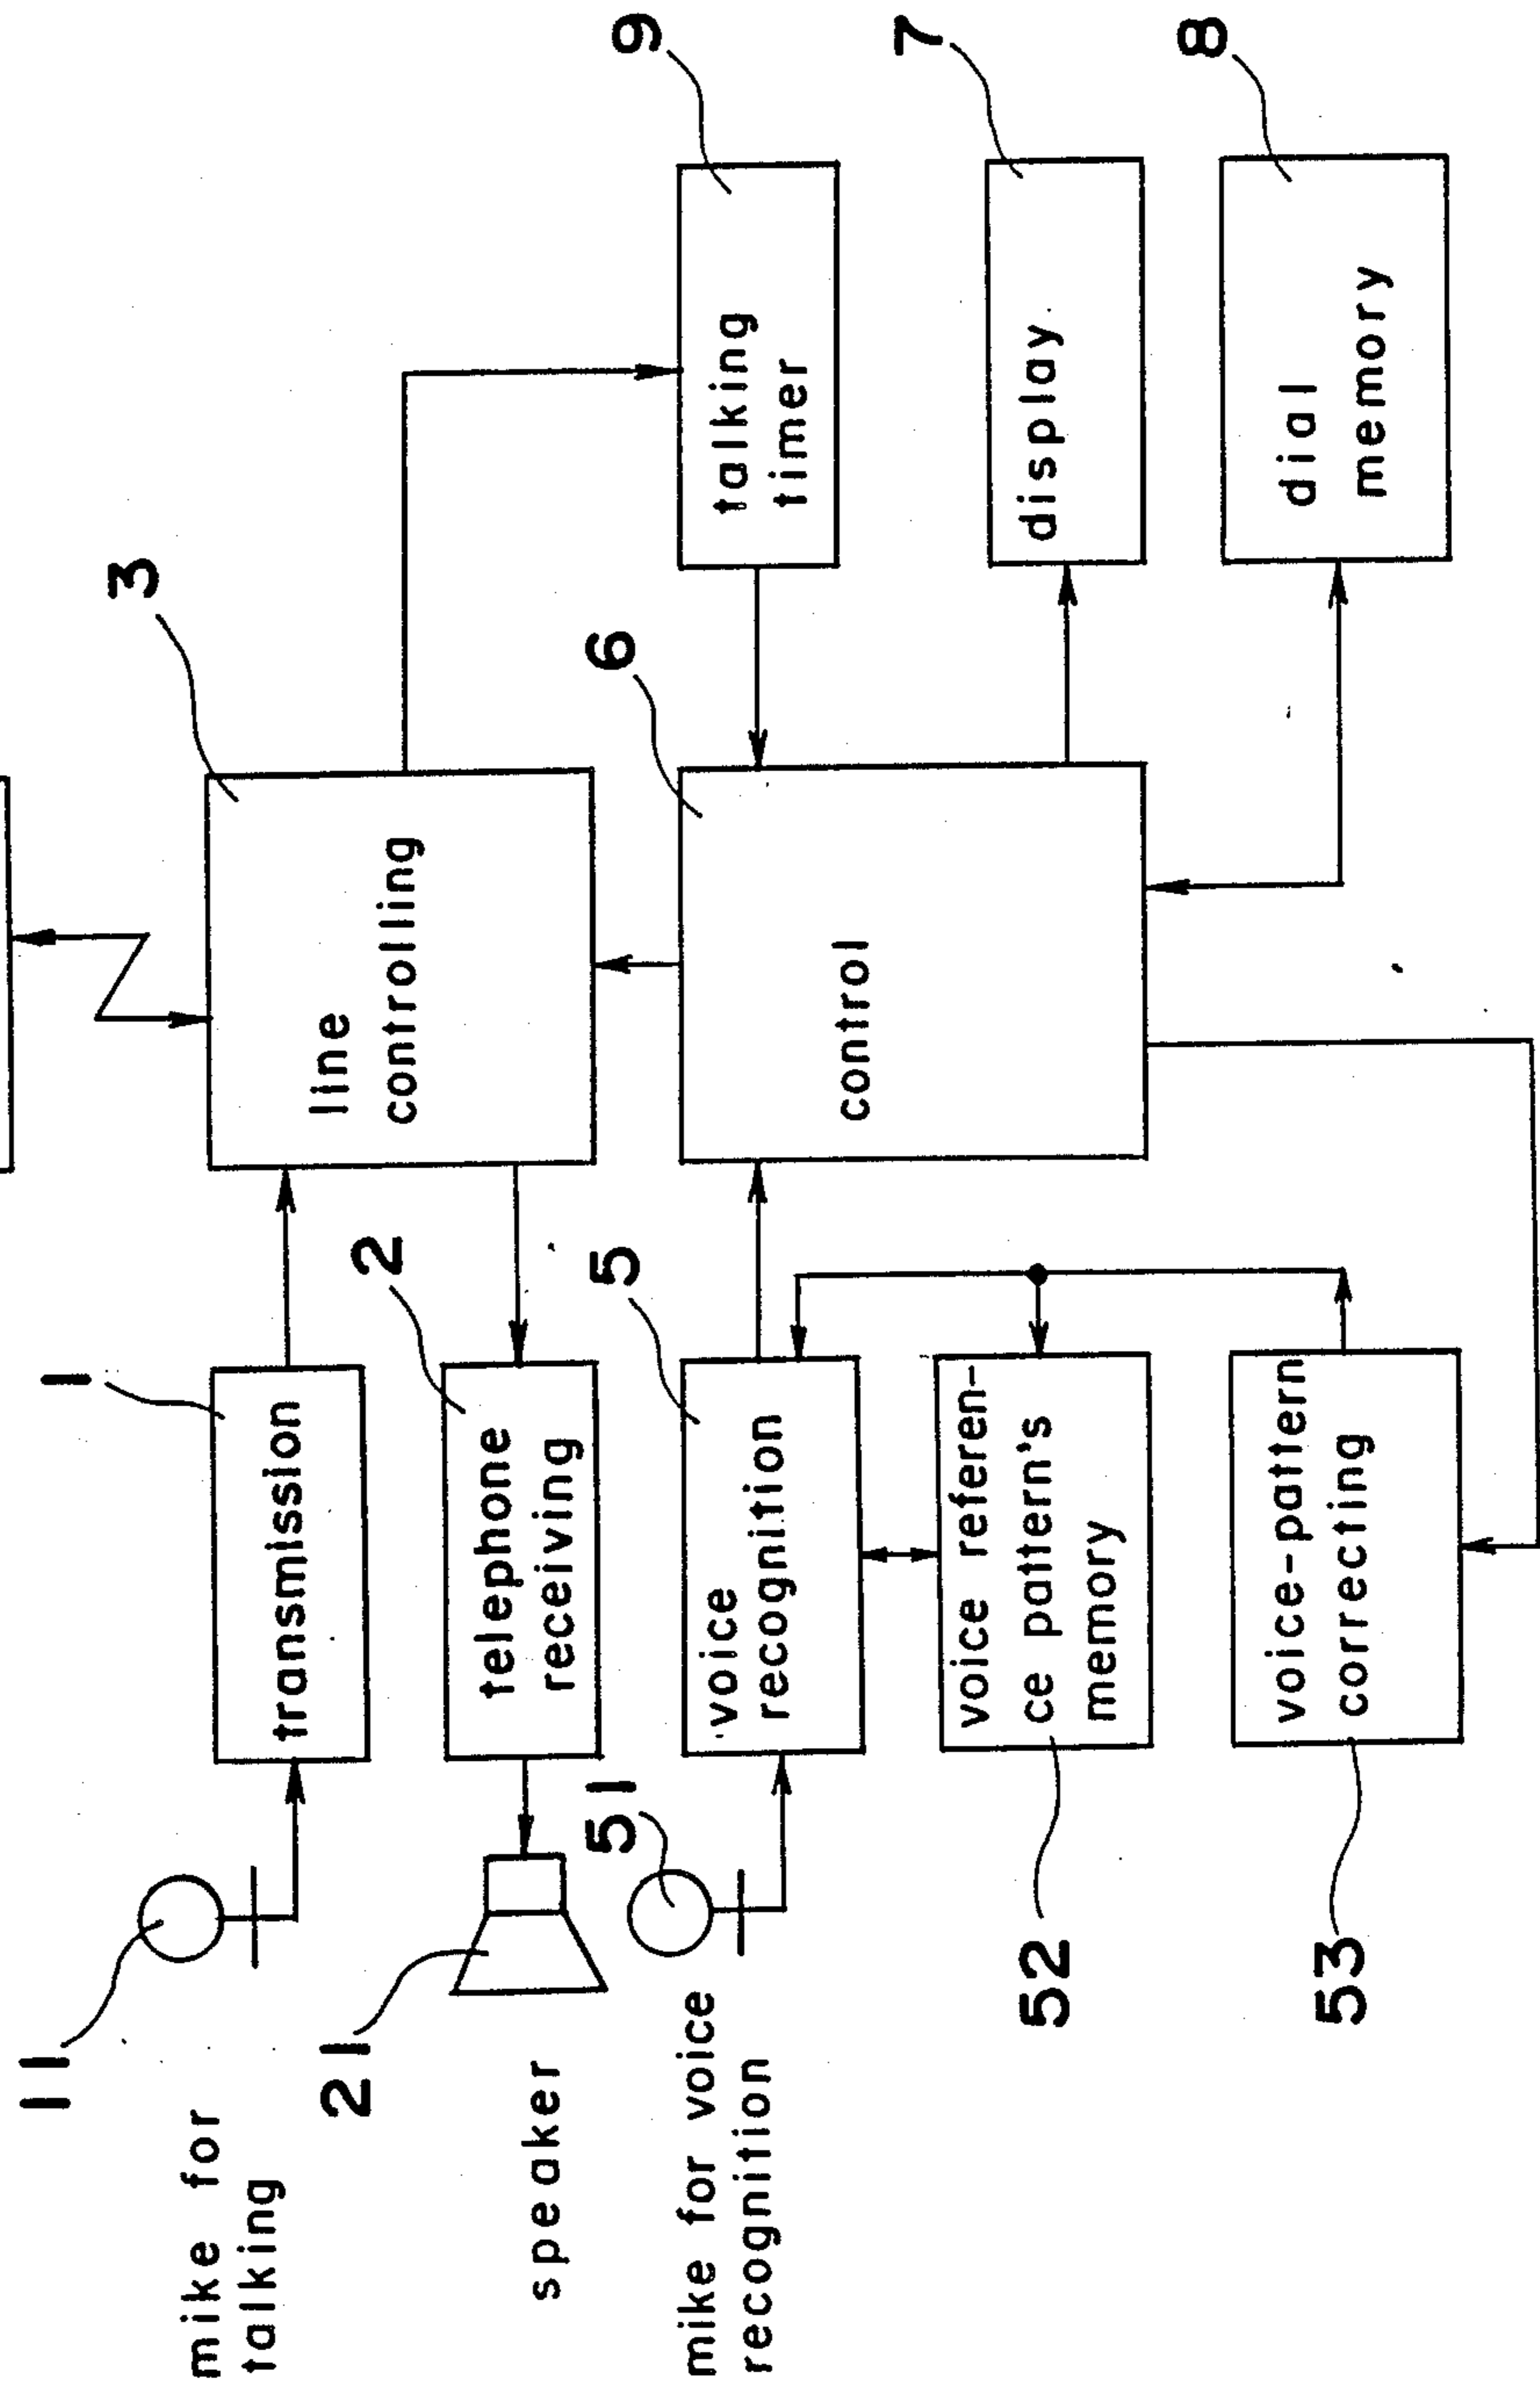 11
mike for
talking
1
transmission
3
line
controlling
21
speaker
2
telephone
receiving
9
talking
timer
51
mike for voice
recognition
5
voice
recognition
6
control
7
display
52
voice referen-
ce pattern's
memory
8
dial
memory
53
voice-pattern
correcting